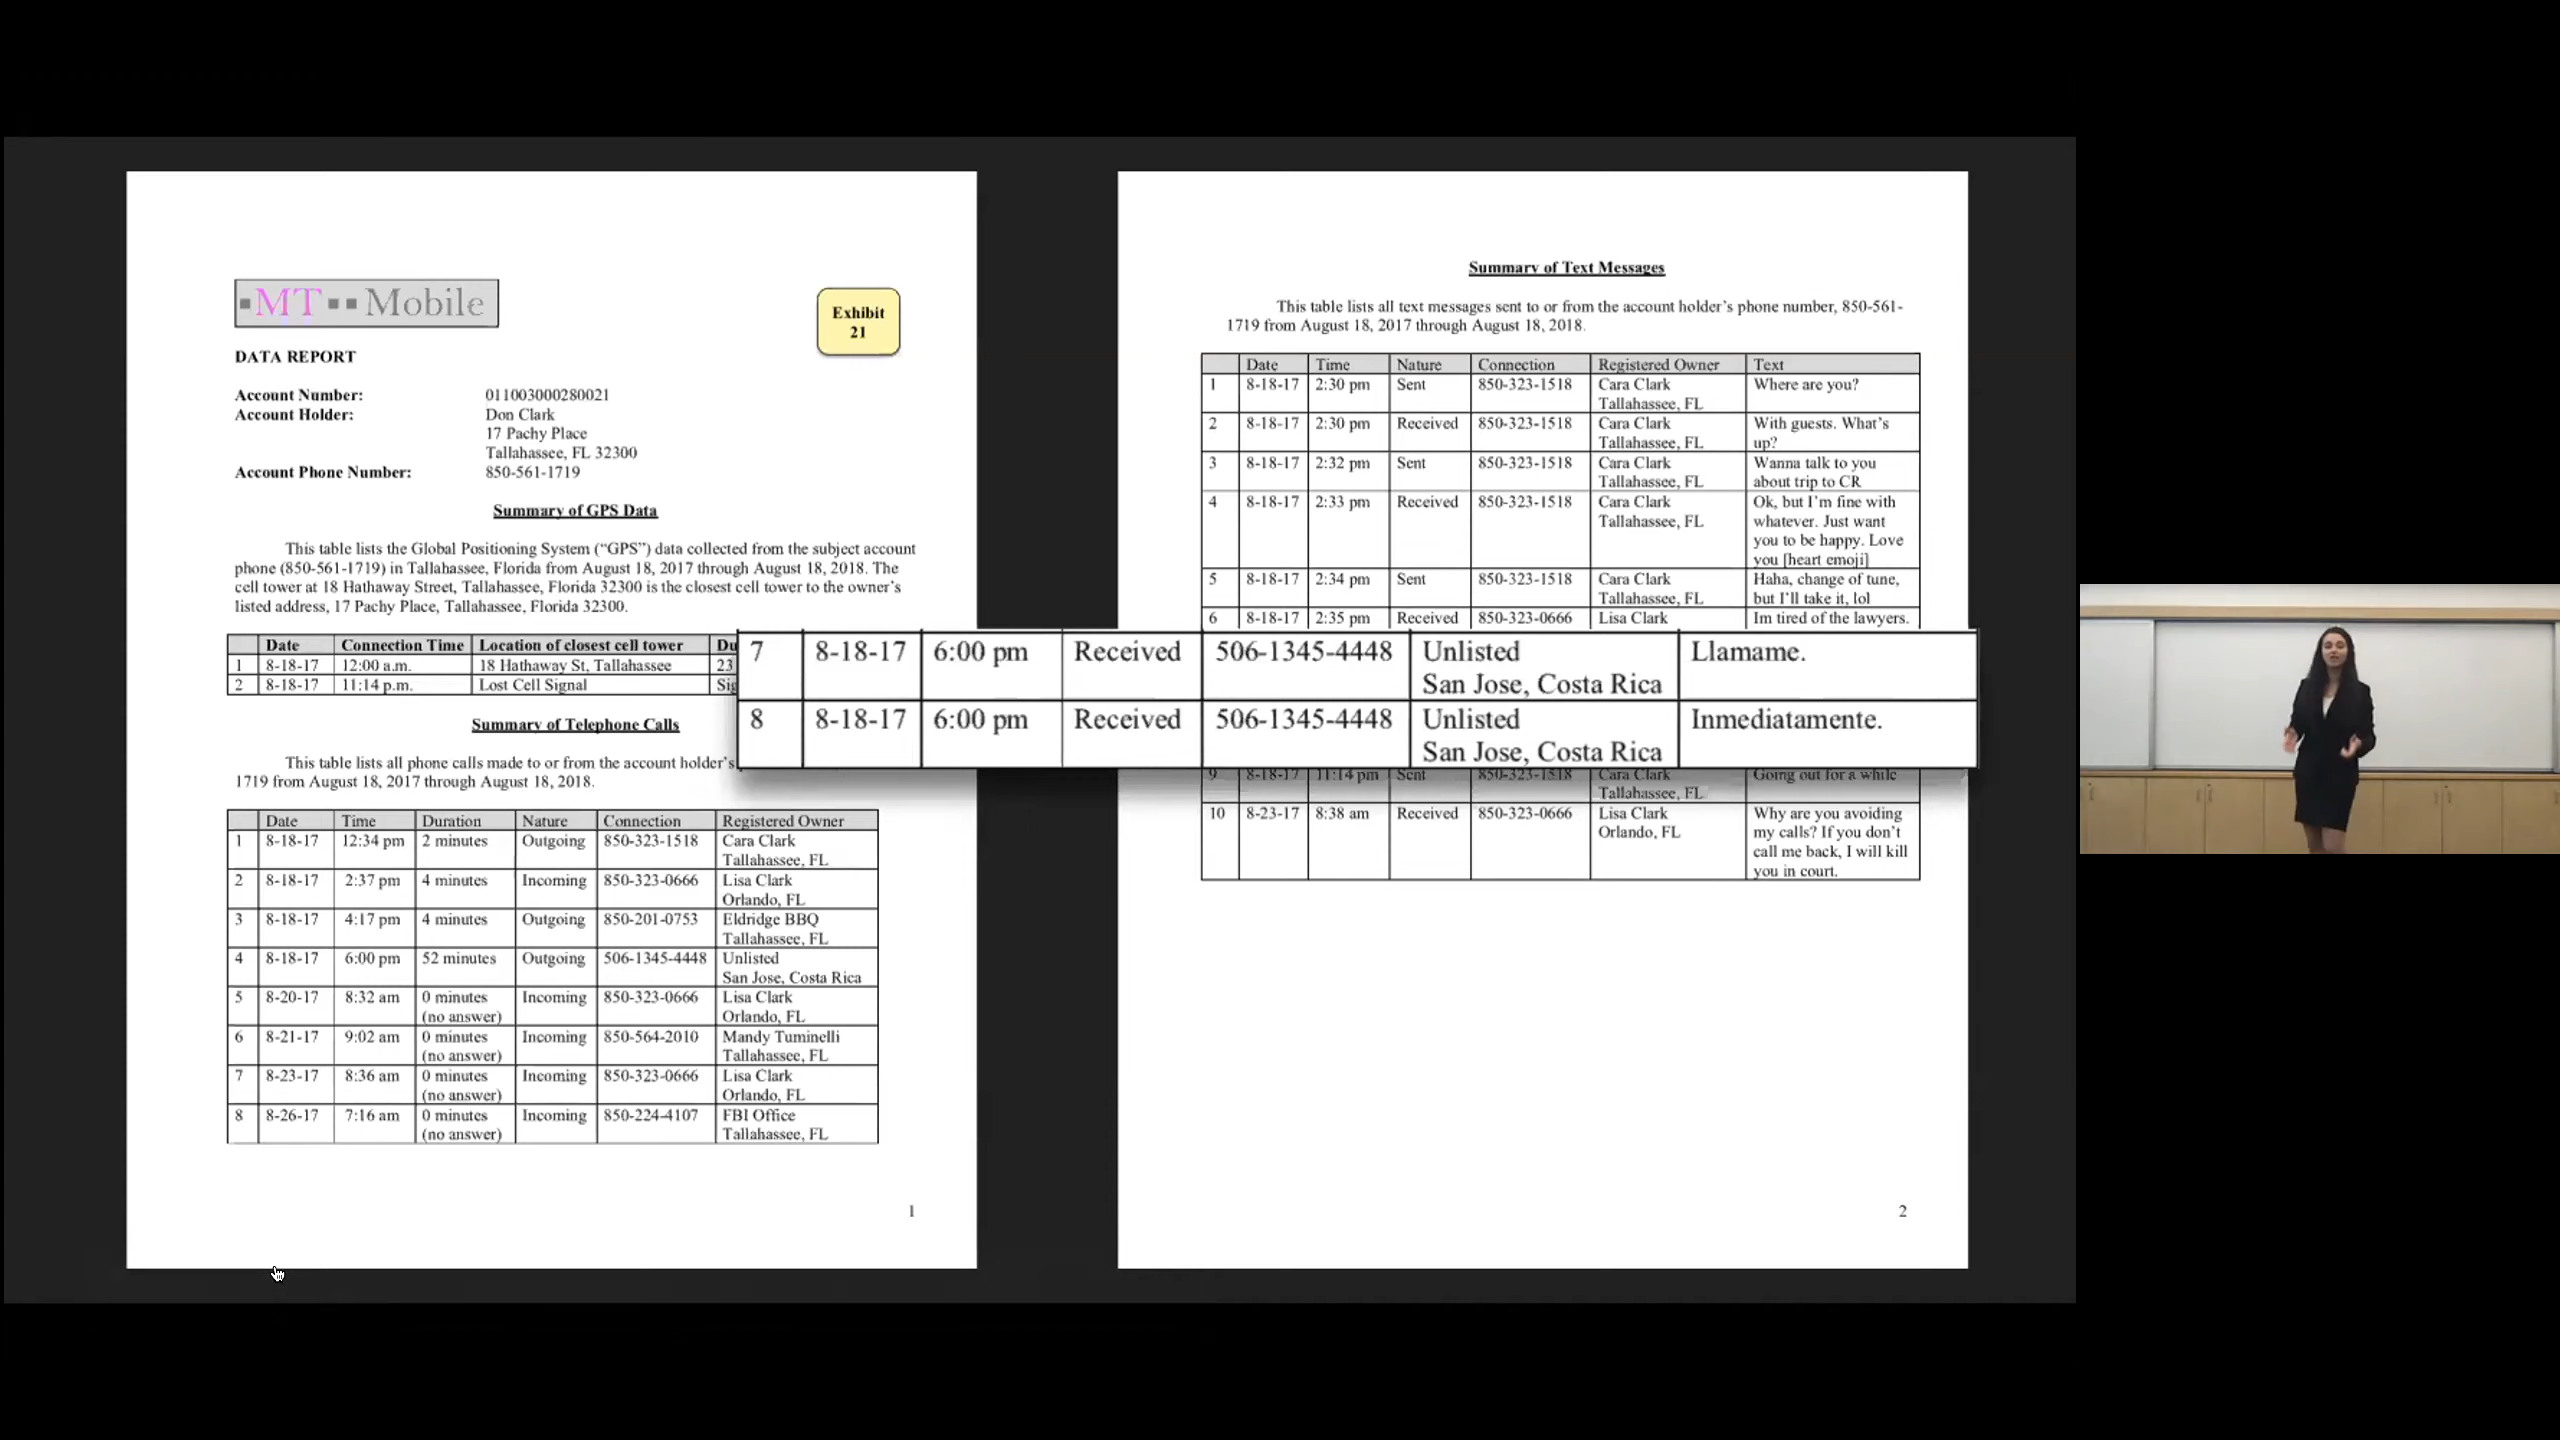 ▪MT▪▪Mobile
Exhibit
21
DATA REPORT
Account Number: 011003000280021
Account Holder: Don Clark
17 Pachy Place
Tallahassee, FL 32300
Account Phone Number: 850-561-1719
Summary of GPS Data
This table lists the Global Positioning System (“GPS”) data collected from the subject account
phone (850-561-1719) in Tallahassee, Florida from August 18, 2017 through August 18, 2018. The
cell tower at 18 Hathaway Street, Tallahassee, Florida 32300 is the closest cell tower to the owner’s
listed address, 17 Pachy Place, Tallahassee, Florida 32300.
Date Connection Time Location of closest cell tower
1 8-18-17 12:00 a.m. 18 Hathaway St, Tallahassee 23
2 8-18-17 11:14 p.m. Lost Cell Signal
Summary of Telephone Calls
This table lists all phone calls made to or from the account holder’s
1719 from August 18, 2017 through August 18, 2018.
Date Time Duration Nature Connection Registered Owner
1 8-18-17 12:34 pm 2 minutes Outgoing 850-323-1518 Cara Clark
Tallahassee, FL
2 8-18-17 2:37 pm 4 minutes Incoming 850-323-0666 Lisa Clark
Orlando, FL
3 8-18-17 4:17 pm 4 minutes Outgoing 850-201-0753 Eldridge BBQ
Tallahassee, FL
4 8-18-17 6:00 pm 52 minutes Outgoing 506-1345-4448 Unlisted
San Jose, Costa Rica
5 8-20-17 8:32 am 0 minutes Incoming 850-323-0666 Lisa Clark
(no answer) Orlando, FL
6 8-21-17 9:02 am 0 minutes Incoming 850-564-2010 Mandy Tuminelli
(no answer) Tallahassee, FL
7 8-23-17 8:36 am 0 minutes Incoming 850-323-0666 Lisa Clark
(no answer) Orlando, FL
8 8-26-17 7:16 am 0 minutes Incoming 850-224-4107 FBI Office
(no answer) Tallahassee, FL
1
Summary of Text Messages
This table lists all text messages sent to or from the account holder’s phone number, 850-561-
1719 from August 18, 2017 through August 18, 2018.
Date Time Nature Connection Registered Owner Text
1 8-18-17 2:30 pm Sent 850-323-1518 Cara Clark Where are you?
Tallahassee, FL
2 8-18-17 2:30 pm Received 850-323-1518 Cara Clark With guests. What’s
Tallahassee, FL up?
3 8-18-17 2:32 pm Sent 850-323-1518 Cara Clark Wanna talk to you
Tallahassee, FL about trip to CR
4 8-18-17 2:33 pm Received 850-323-1518 Cara Clark Ok, but I’m fine with
Tallahassee, FL whatever. Just want
you to be happy. Love
you [heart emoji]
5 8-18-17 2:34 pm Sent 850-323-1518 Cara Clark Haha, change of tune,
Tallahassee, FL but I’ll take it, lol
6 8-18-17 2:35 pm Received 850-323-0666 Lisa Clark Im tired of the lawyers.
7 8-18-17 6:00 pm Received 506-1345-4448 Unlisted Llamame.
San Jose, Costa Rica
8 8-18-17 6:00 pm Received 506-1345-4448 Unlisted Inmediatamente.
San Jose, Costa Rica
9 8-18-17 11:14 pm Sent 850-323-1518 Cara Clark Going out for a while
Tallahassee, FL
10 8-23-17 8:38 am Received 850-323-0666 Lisa Clark Why are you avoiding
Orlando, FL my calls? If you don’t
call me back, I will kill
you in court.
2